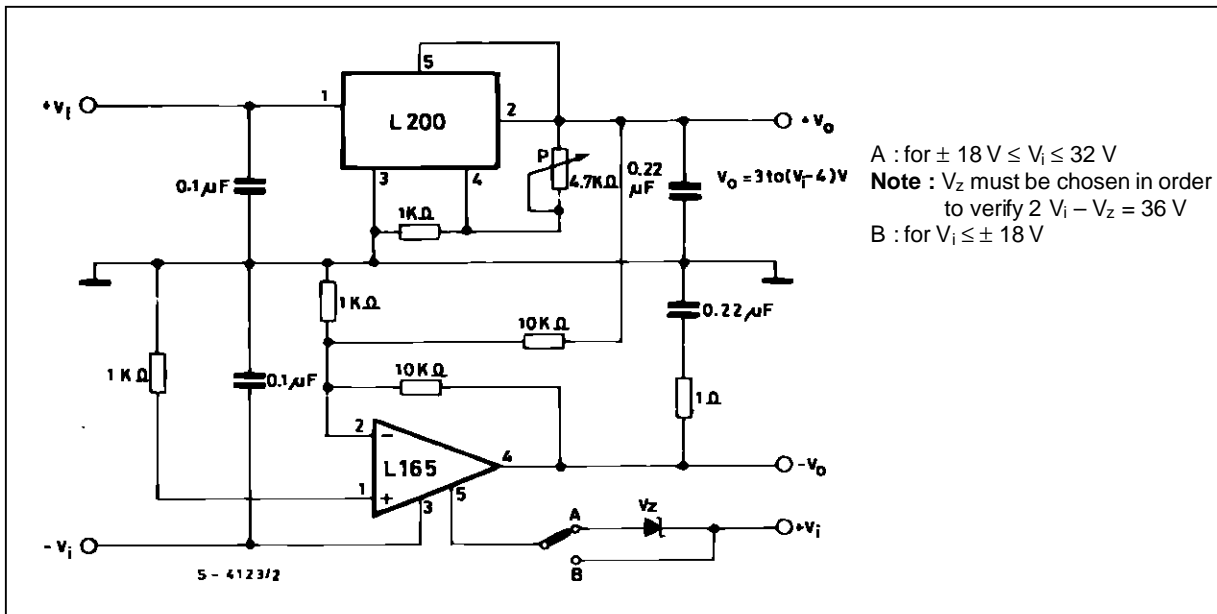 5
+Vi
1
L200
2
+Vo
0.1µF
3
4
P
4.7KΩ
0.22
µF
Vo = 3 to(Vi-4)V
1KΩ
A : for ± 18 V ≤ Vi ≤ 32 V
Note : Vz must be chosen in order
to verify 2 Vi – Vz = 36 V
B : for Vi ≤ ± 18 V
1KΩ
0.22µF
10KΩ
1KΩ
0.1µF
10KΩ
1Ω
2
−
L165
4
-Vo
1
+
3
5
A
Vz
+Vi
-Vi
B
5 - 4123/2